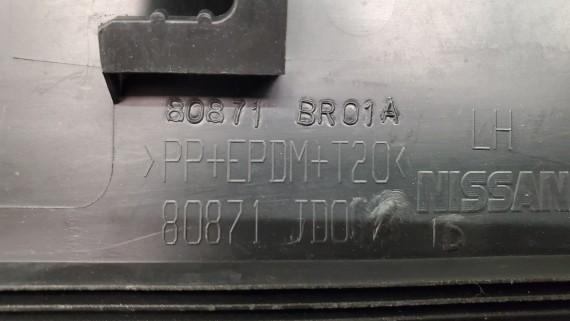 80871 BR01A
LH
>PP+EPDM+T20<
NISSAN
80871 JD0